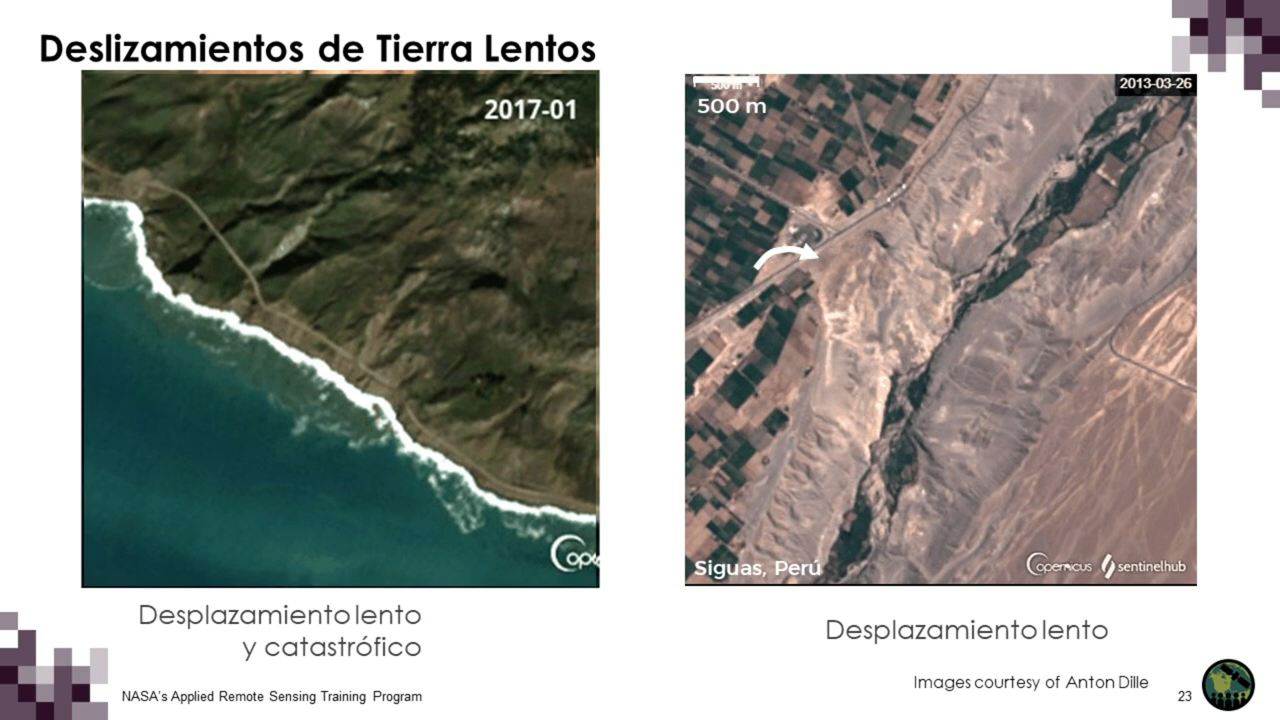 Deslizamientos de Tierra Lentos
2017-01
Desplazamiento lento
y catastrófico
500 m
500 m
2013-03-26
Siguas, Perú
Copernicus sentinelhub
Desplazamiento lento
Images courtesy of Anton Dille
NASA's Applied Remote Sensing Training Program
23